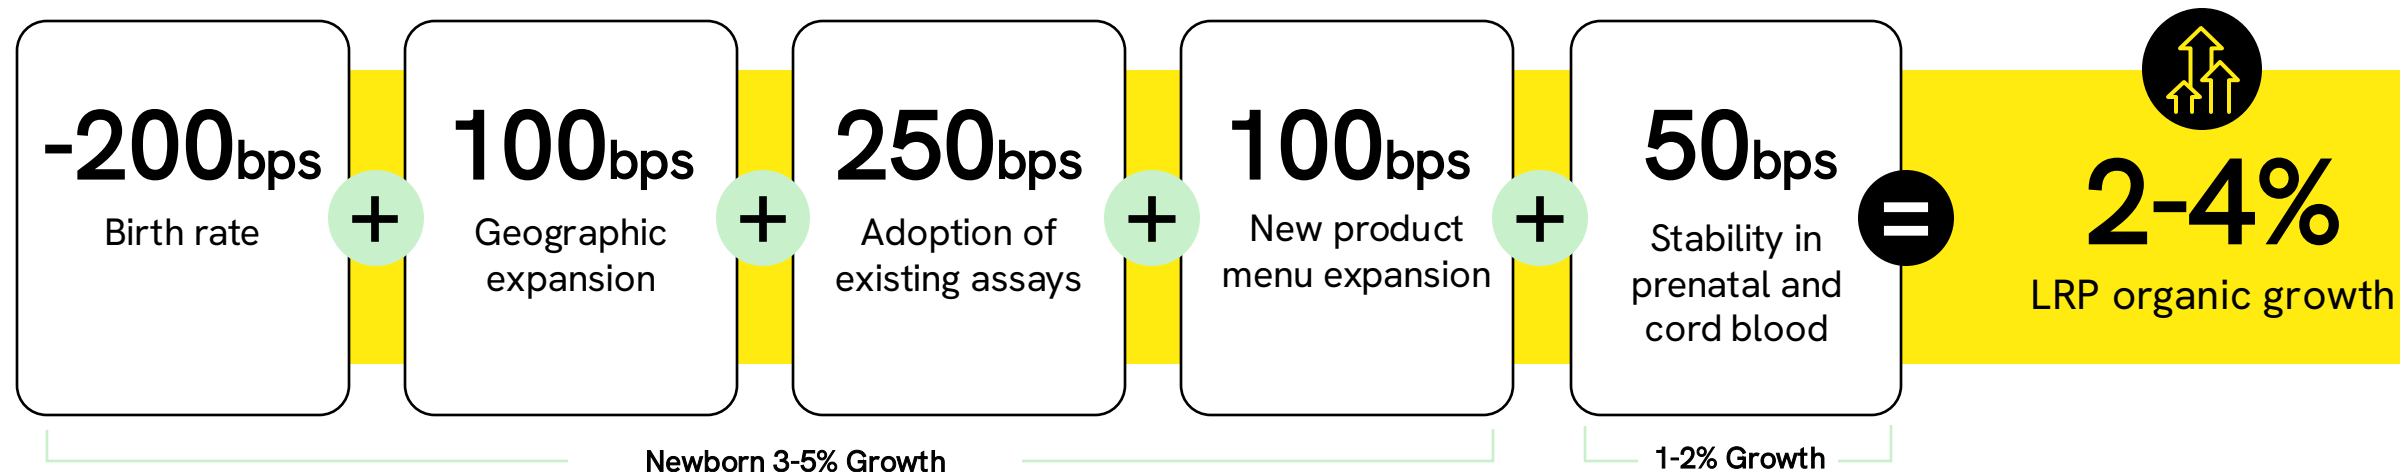 -200bps
Birth rate
+
100bps
Geographic
expansion
+
250bps
Adoption of
existing assays
+
100bps
New product
menu expansion
+
50bps
Stability in
prenatal and
cord blood
=
2-4%
LRP organic growth
Newborn 3-5% Growth
1-2% Growth